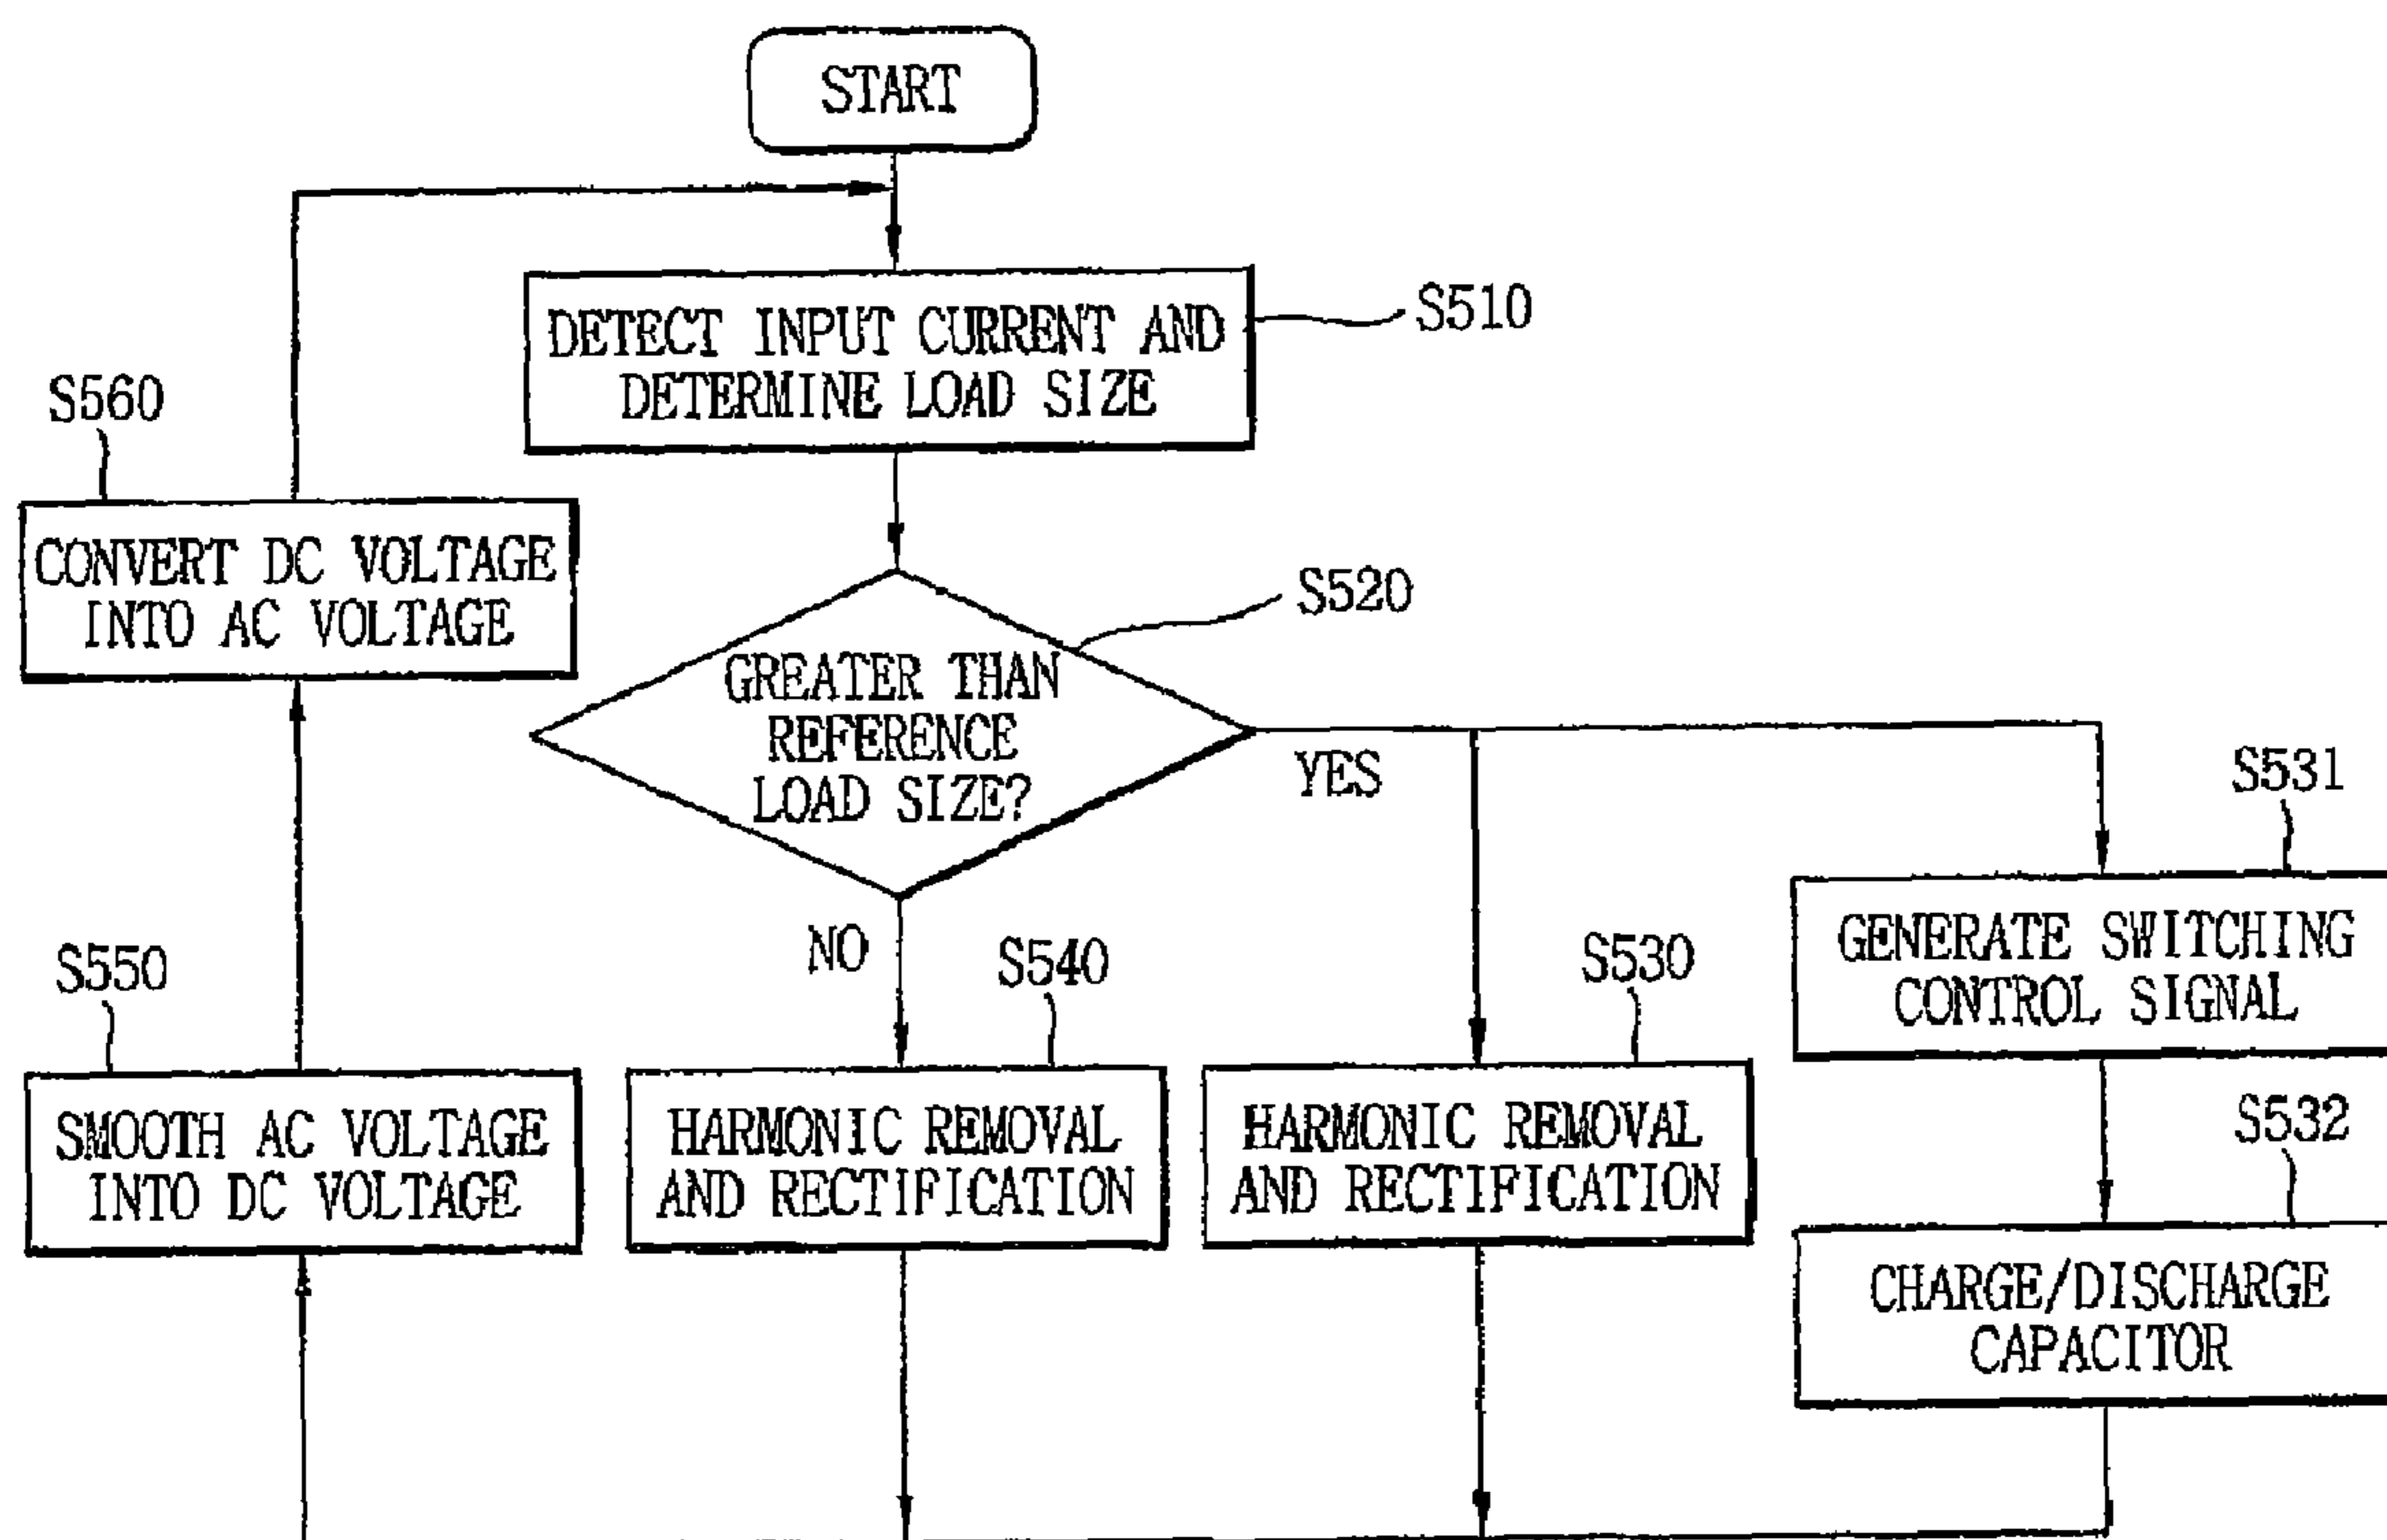 START
DETECT INPUT CURRENT AND
DETERMINE LOAD SIZE
S510
S560
CONVERT DC VOLTAGE
INTO AC VOLTAGE
S520
GREATER THAN
REFERENCE
LOAD SIZE?
YES
NO
S531
GENERATE SWITCHING
CONTROL SIGNAL
S550
SMOOTH AC VOLTAGE
INTO DC VOLTAGE
S540
HARMONIC REMOVAL
AND RECTIFICATION
S530
HARMONIC REMOVAL
AND RECTIFICATION
S532
CHARGE/DISCHARGE
CAPACITOR